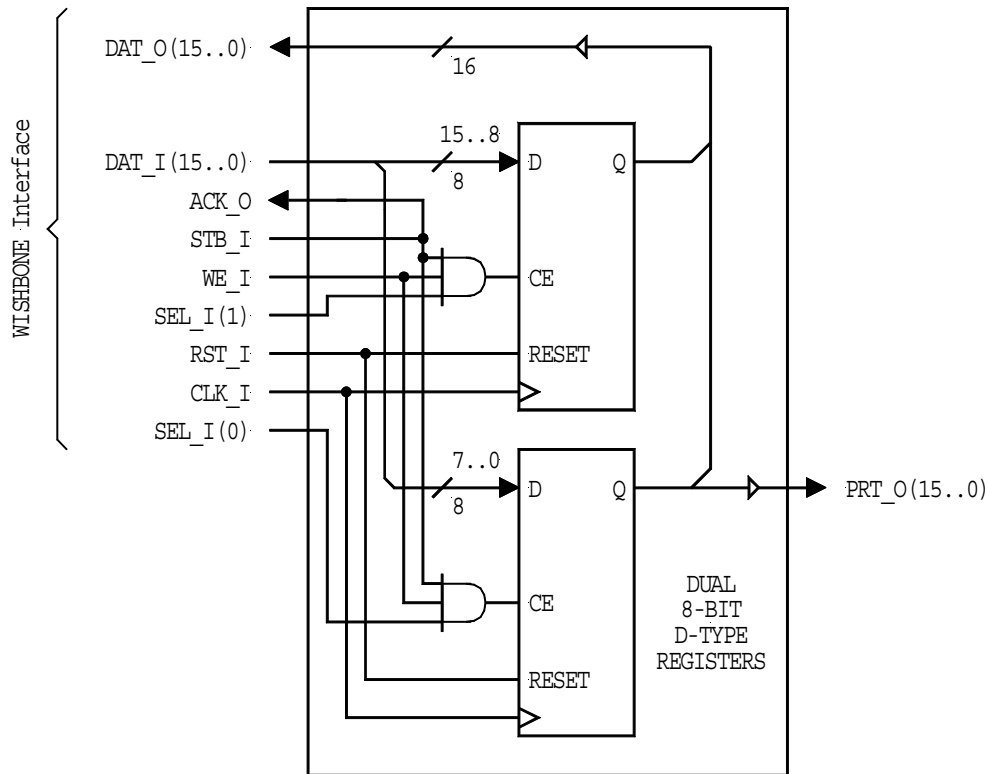 DAT_O(15..0)
16
15..8
DAT_I(15..0)
8
D
Q
ACK_O
STB_I
WE_I
CE
SEL_I(1)
RST_I
RESET
CLK_I
SEL_I(0)
WISHBONE Interface
7..0
8
D
Q
PRT_O(15..0)
CE
DUAL
8-BIT
D-TYPE
REGISTERS
RESET